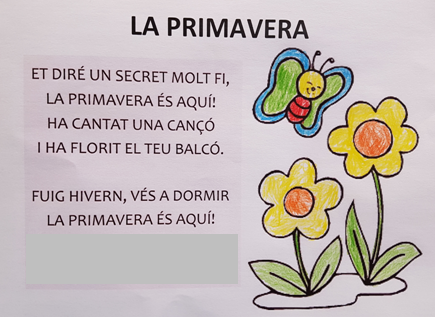 LA PRIMAVERA
ET DIRÉ UN SECRET MOLT FI,
LA PRIMAVERA ÉS AQUÍ!
HA CANTAT UNA CANÇÓ
I HA FLORIT EL TEU BALCÓ.
FUIG HIVERN, VÉS A DORMIR
LA PRIMAVERA ÉS AQUÍ!